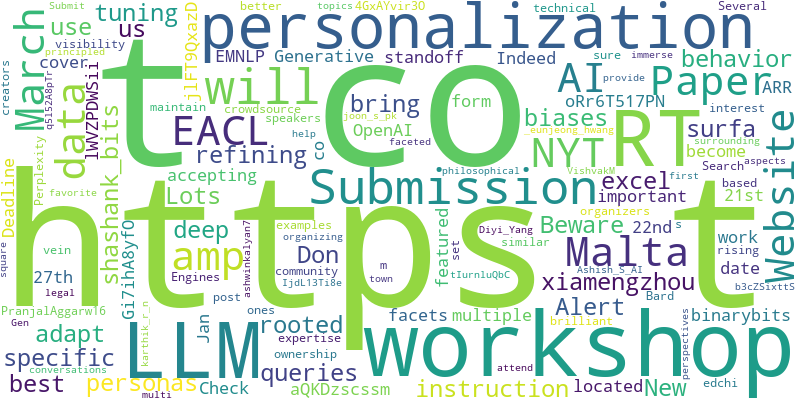 tuning
us
use
March
visibility
creators
cover
data
Submit
principled
q5152A8pTr
lWVZPDWSil
personalization
better
topics
4GxAYvir3O
technical
EMNLP
Generative
standoff
Indeed
sure
immerse
Several
AI
Paper
behavior
ARR
provide
oRr6T517PN
j1FT9QxazD
will
maintain
crowdsource
speakers
bring
form
biases
interest
t
co
RT
EACL
OpenAI
joon_s_pk
_eunjeong_hwang
surfa
NYT
become
surrounding
Search
aspects
refining
co
help
faceted
accepting
philosophical
VishvakM
first
based
Website
Deadline
Perplexity
shashank_bits
Lots
Submission
excel
important
21st
favorite
https
t
vein
amp
deep
examples
Don
organizing
community
featured
Diyi_Yang
set
similar
Beware
22nd
s
organizers
Malta
work
rising
27th
square
legal
Gi7ihA8yfO
Engines
ashwinkalyan7
IjdL13Ti8e
m
town
tIurnluQbC
Ashish_S_AI
xiamengzhou
date
Bard
b3cZSixttS
PranjalAggarw16
Gen
adapt
LLM
Jan
post
ones
rooted
expertise
ownership
facets
multiple
Alert
brilliant
binarybits
specific
conversations
karthik_r_n
workshop
queries
attend
best
personas
multi
Check
aQKDzscssm
instruction
located
New
edchi
perspectives